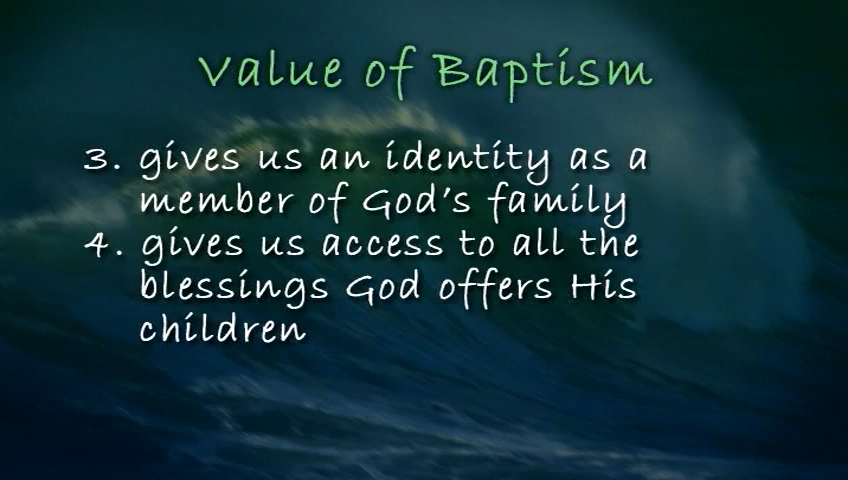 Value of Baptism
3. gives us an identity as a
member of God's family
4. gives us access to all the
blessings God offers His
children